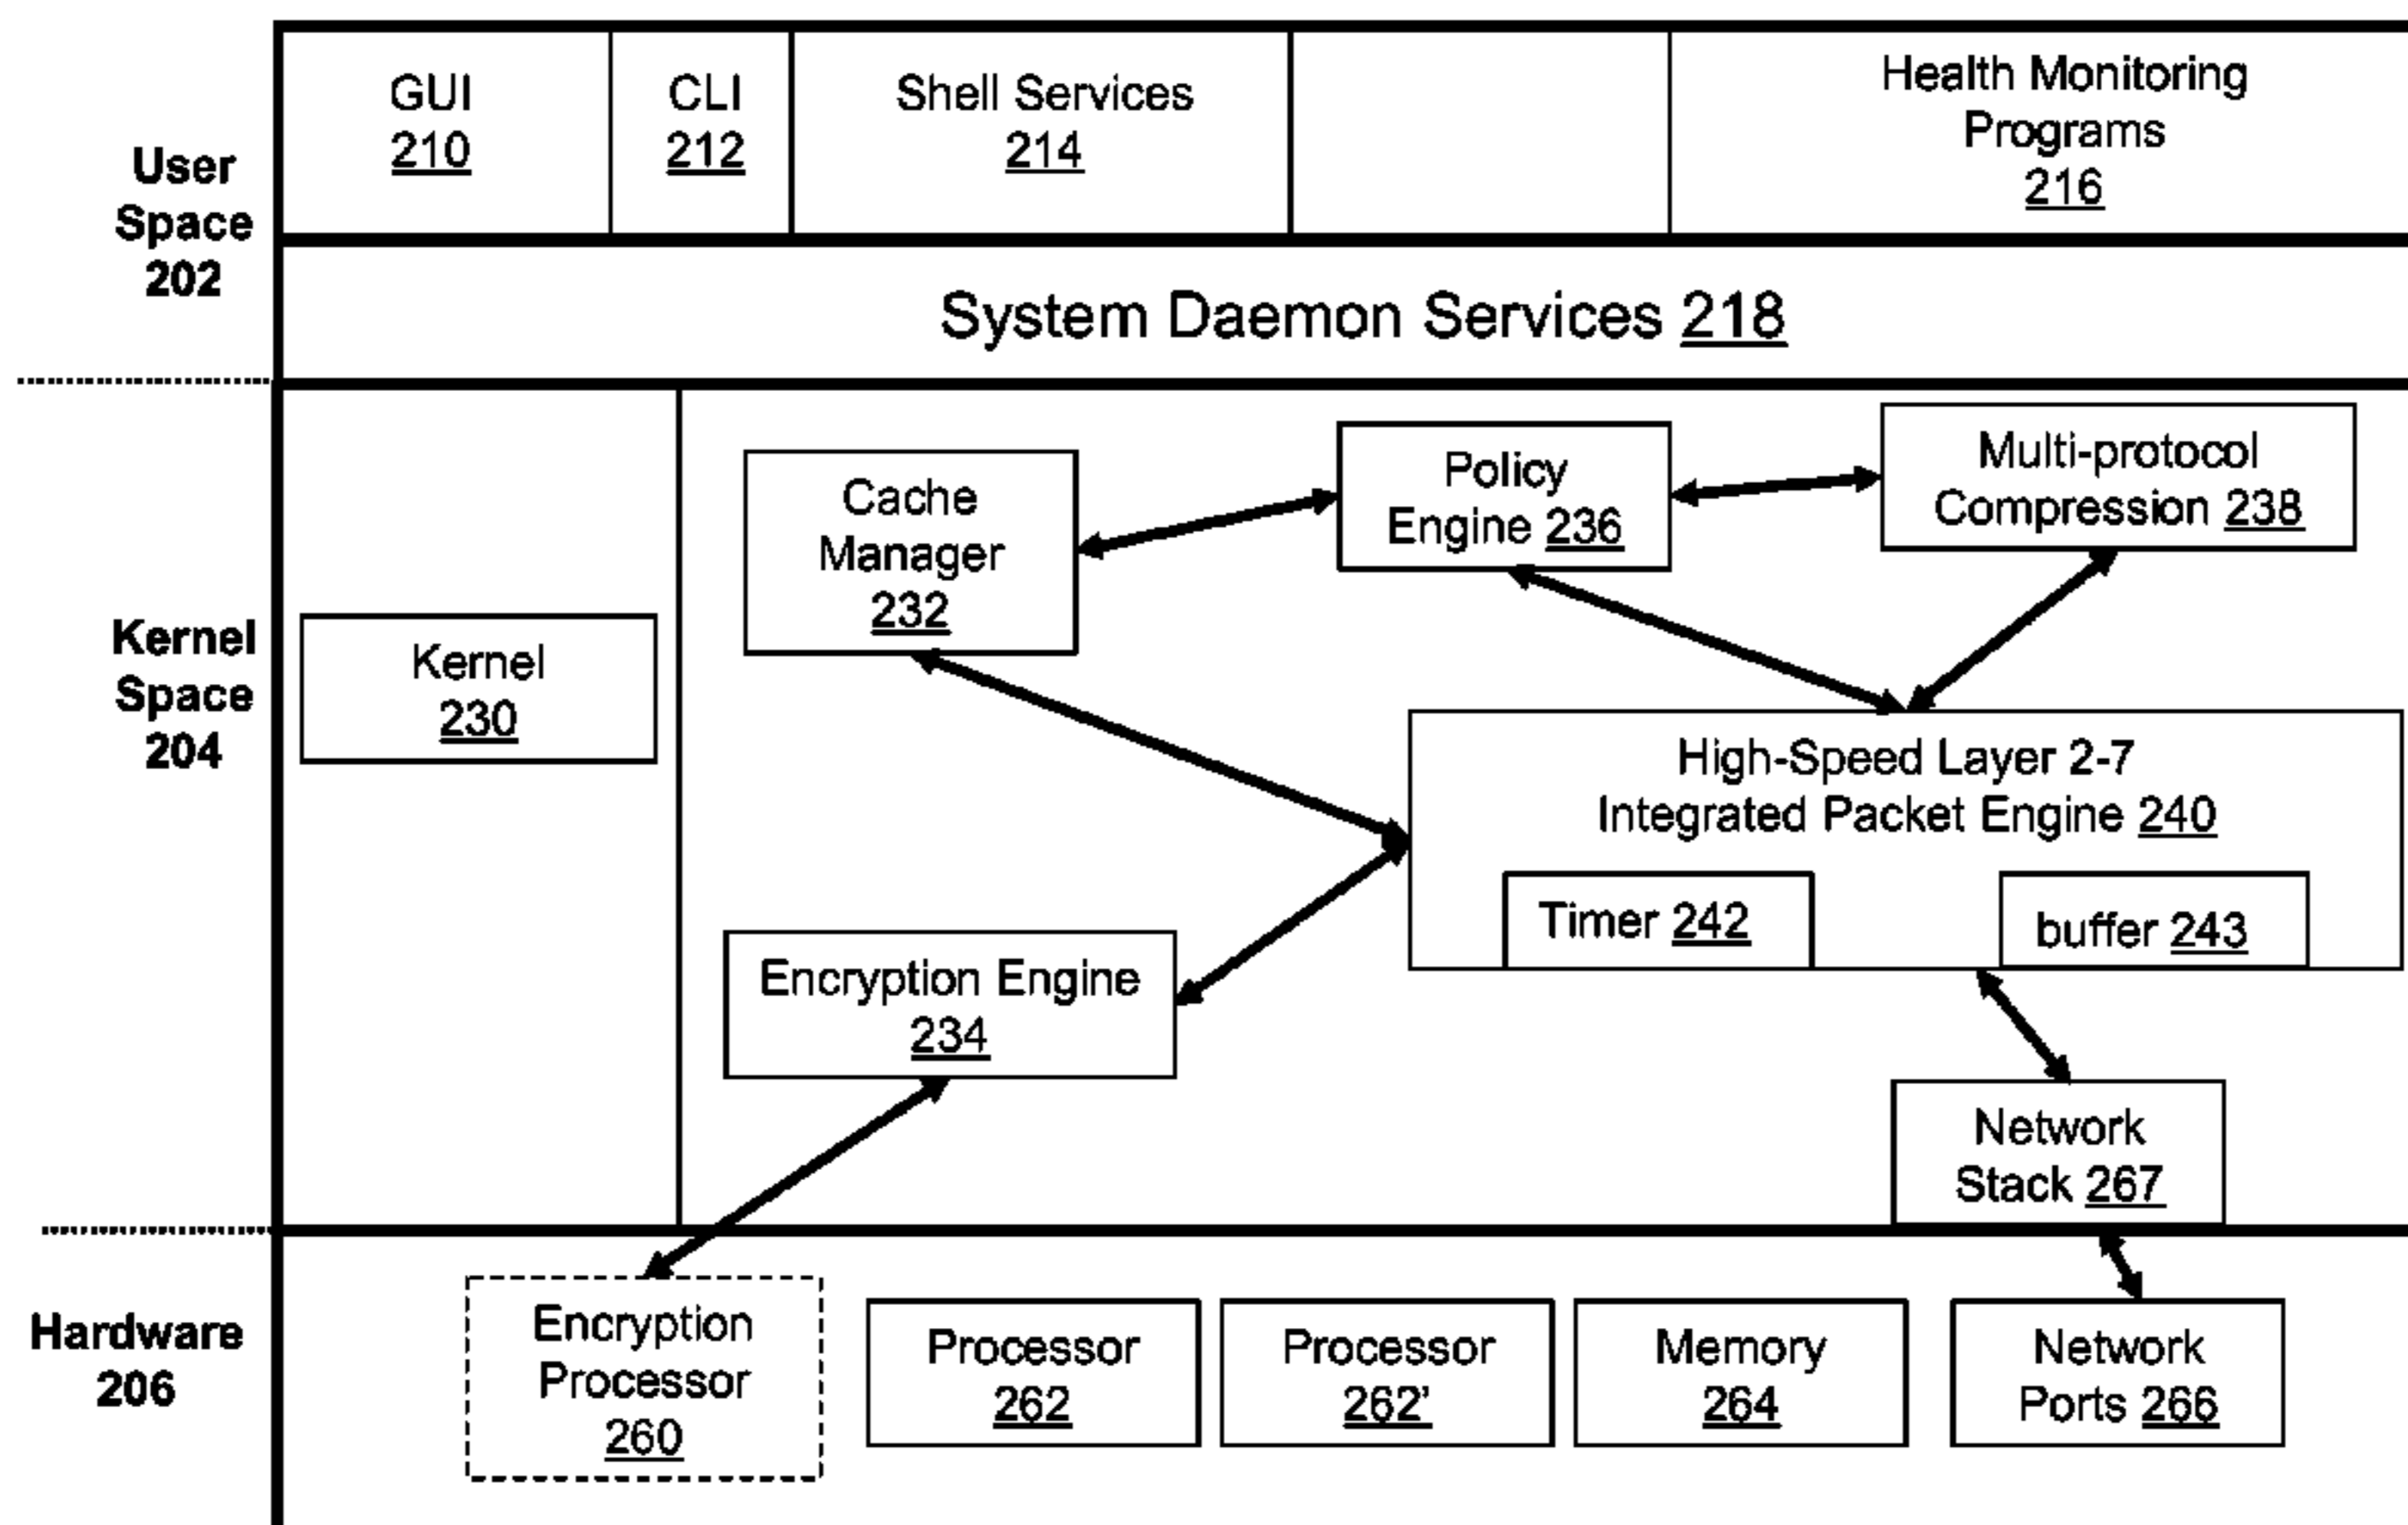 GUI
210
CLI
212
Shell Services
214
Health Monitoring
Programs
216
User
Space
202
System Daemon Services 218
Kernel
Space
204
Kernel
230
Cache
Manager
232
Policy
Engine 236
Multi-protocol
Compression 238
High-Speed Layer 2-7
Integrated Packet Engine 240
Timer 242
buffer 243
Encryption Engine
234
Network
Stack 267
Hardware
206
Encryption
Processor
260
Processor
262
Processor
262'
Memory
264
Network
Ports 266